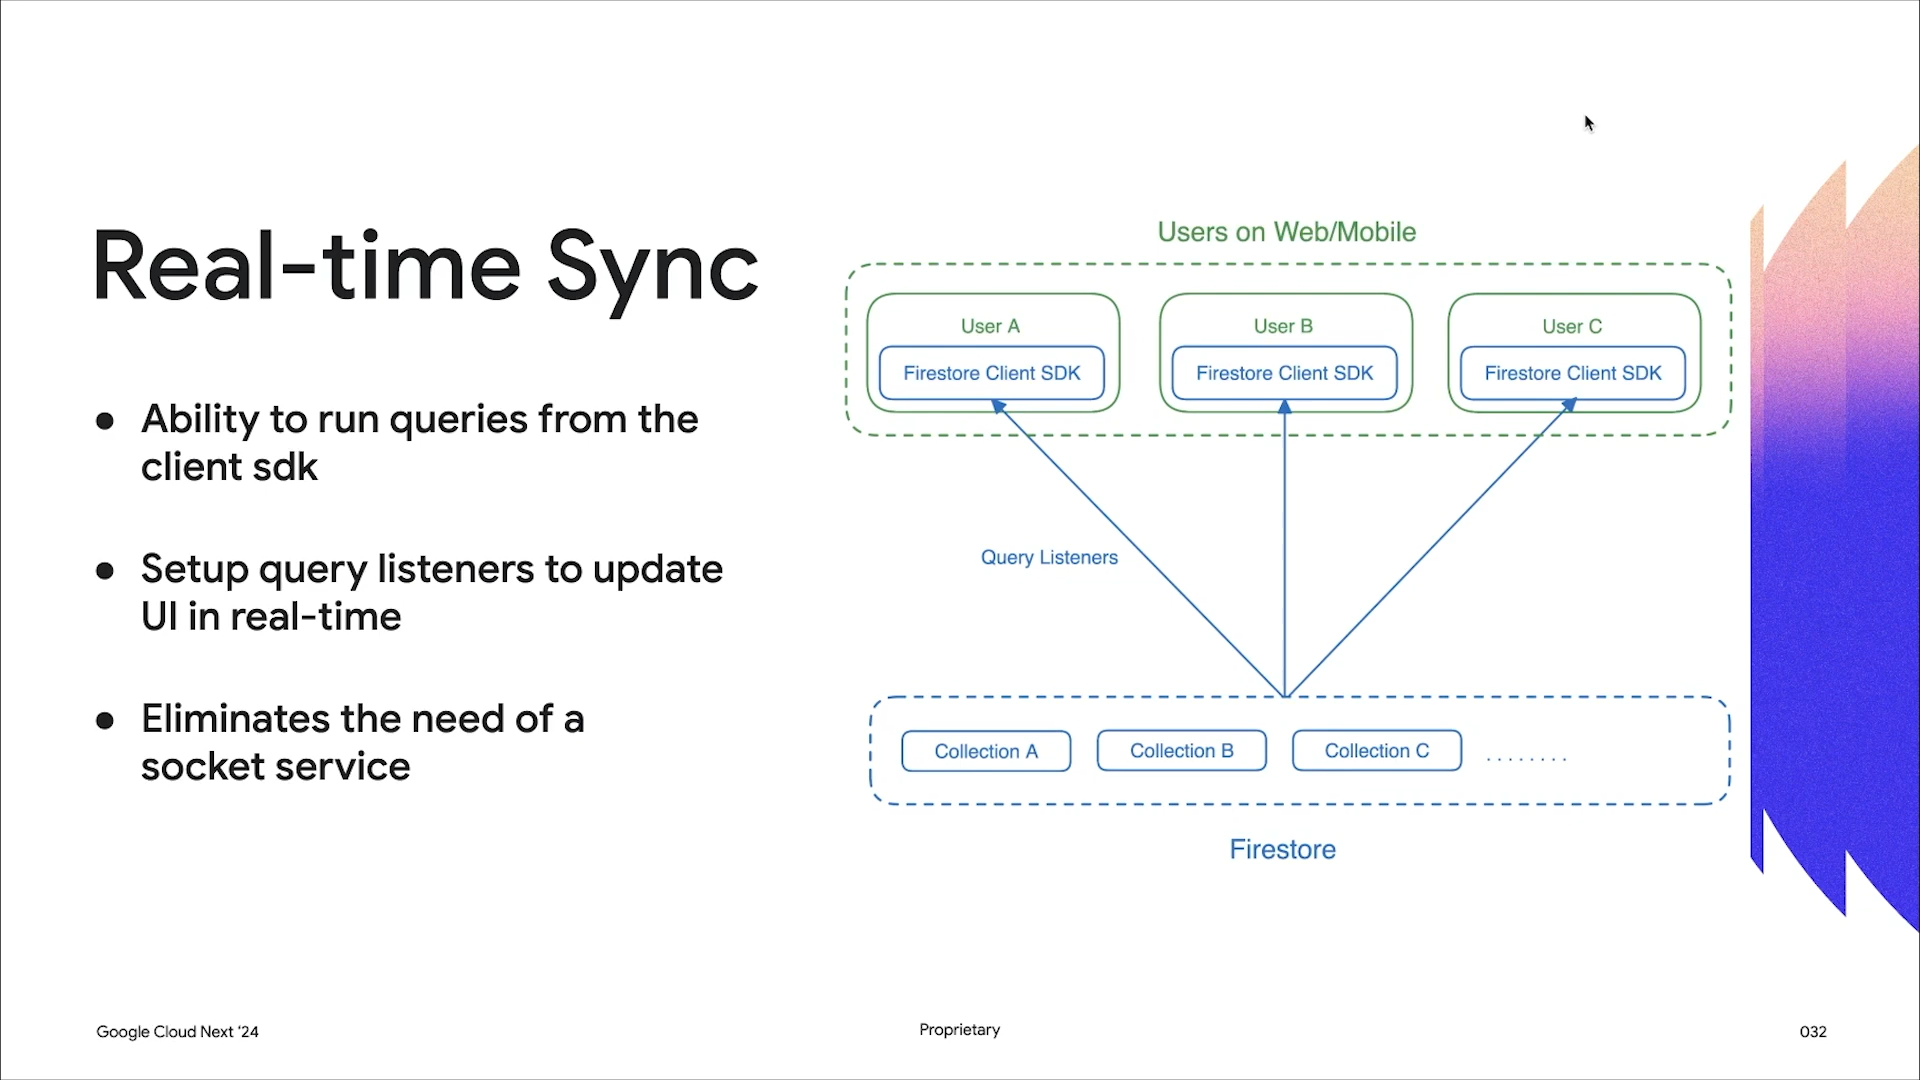 Real-time Sync
● Ability to run queries from the
client sdk
● Setup query listeners to update
UI in real-time
● Eliminates the need of a
socket service
Users on Web/Mobile
User A
Firestore Client SDK
User B
Firestore Client SDK
User C
Firestore Client SDK
Query Listeners
Collection A
Collection B
Collection C
........
Firestore
Google Cloud Next '24
Proprietary
032